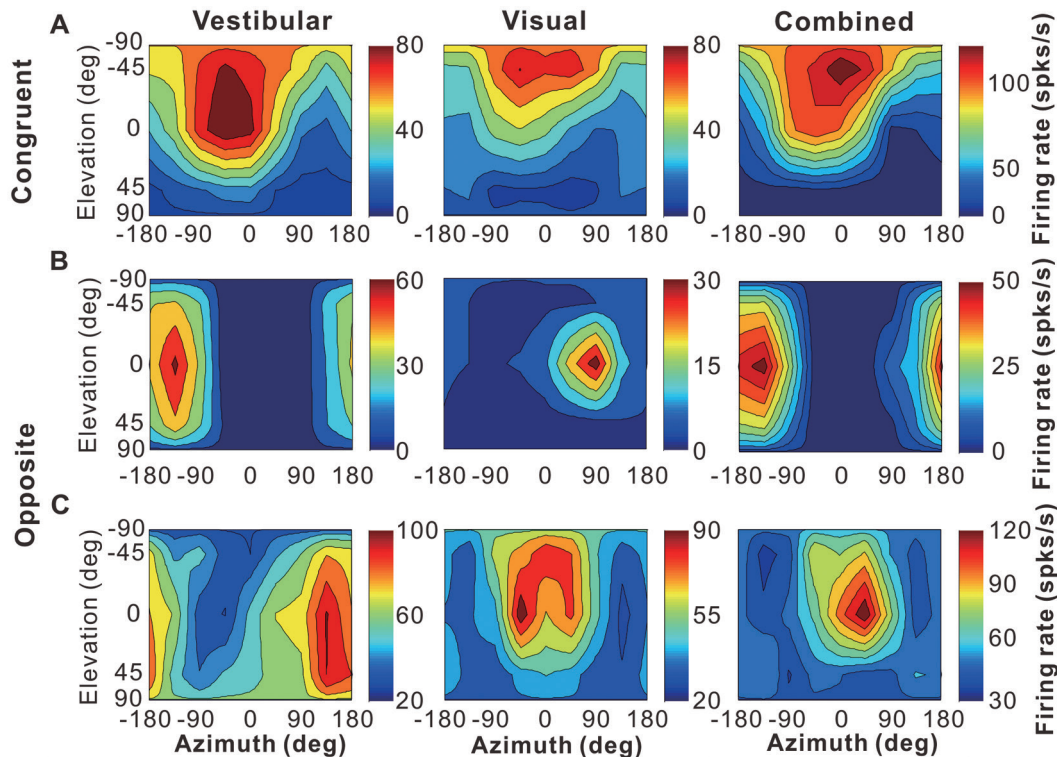 Vestibular Visual Combined
A
Congruent
Elevation (deg)
-90
-45
0
45
90
-180 -90 0 90 180
80
60
40
20
0
-180 -90 0 90 180
80
40
0
-180 -90 0 90 180
100
50
0
Firing rate (spks/s)
B
Opposite
Elevation (deg)
-90
-45
0
45
90
-180 -90 0 90 180
60
30
0
-180 -90 0 90 180
30
15
0
-180 -90 0 90 180
50
25
0
Firing rate (spks/s)
C
Elevation (deg)
-90
-45
0
45
90
-180 -90 0 90 180
Azimuth (deg)
100
60
20
-180 -90 0 90 180
Azimuth (deg)
90
55
20
-180 -90 0 90 180
Azimuth (deg)
120
90
60
30
Firing rate (spks/s)